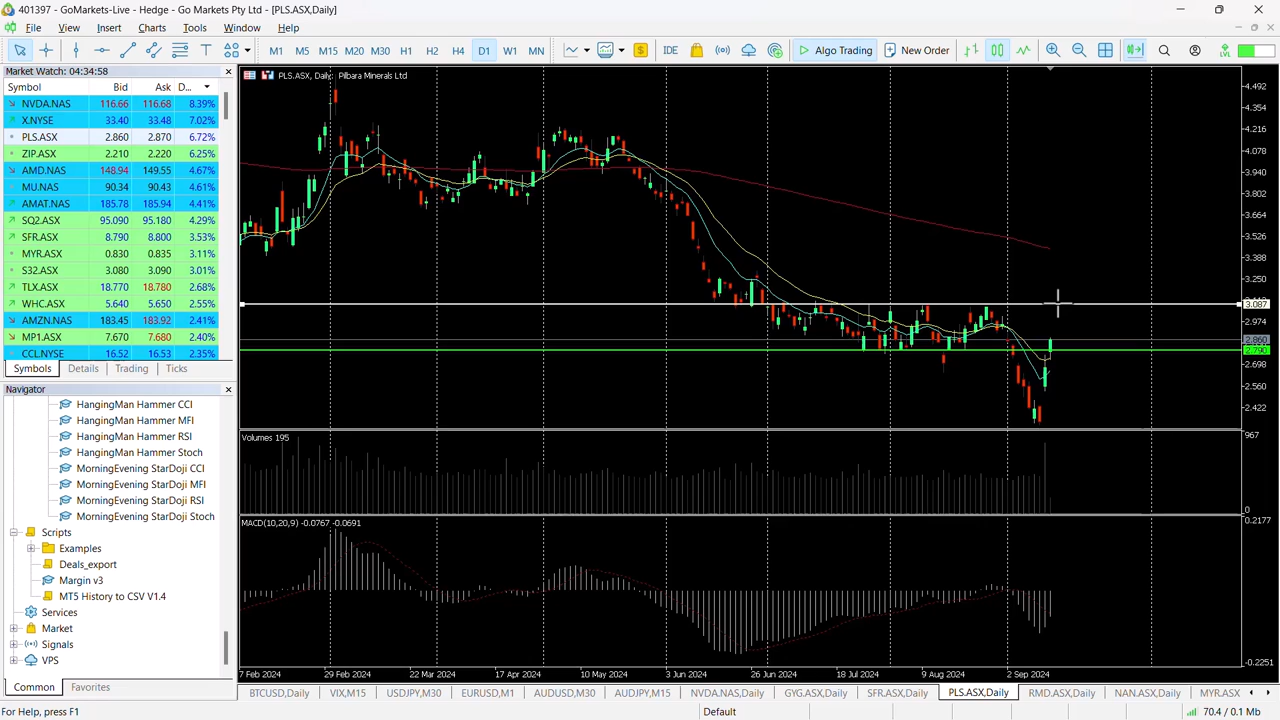 401397 - GoMarkets-Live - Hedge - Go Markets Pty Ltd - [PLS.ASX,Daily]
File View Insert Charts Tools Window Help
M1 M5 M15 M20 M30 H1 H2 H4 D1 W1 MN IDE Algo Trading New Order
Market Watch: 04:34:58
Symbol Bid Ask D...
NVDA.NAS 116.66 116.68 8.39%
X.NYSE 33.40 33.48 7.02%
PLS.ASX 2.860 2.870 6.72%
ZIP.ASX 2.210 2.220 6.25%
AMD.NAS 148.94 149.55 4.67%
MU.NAS 90.34 90.43 4.61%
AMAT.NAS 185.78 185.94 4.41%
SQ2.ASX 95.090 95.180 4.29%
SFR.ASX 8.790 8.800 3.53%
MYR.ASX 0.830 0.835 3.11%
S32.ASX 3.080 3.090 3.01%
TLX.ASX 18.770 18.780 2.68%
WHC.ASX 5.640 5.650 2.55%
AMZN.NAS 183.45 183.92 2.41%
MP1.ASX 7.670 7.680 2.40%
CCL.NYSE 16.52 16.53 2.35%
Symbols Details Trading Ticks
Navigator
HangingMan Hammer CCI
HangingMan Hammer MFI
HangingMan Hammer RSI
HangingMan Hammer Stoch
MorningEvening StarDoji CCI
MorningEvening StarDoji MFI
MorningEvening StarDoji RSI
MorningEvening StarDoji Stoch
Scripts
Examples
Deals_export
Margin v3
MT5 History to CSV V1.4
Services
Market
Signals
VPS
Common Favorites
PLS.ASX, Daily: Pilbara Minerals Ltd
4.492
4.354
4.216
4.078
3.940
3.802
3.664
3.526
3.388
3.250
3.087
2.974
2.860
2.790
2.698
2.560
2.422
Volumes 195
967
0
MACD(10,20,9) -0.0767 -0.0691
0.2177
-0.2251
7 Feb 2024 29 Feb 2024 22 Mar 2024 17 Apr 2024 10 May 2024 3 Jun 2024 26 Jun 2024 18 Jul 2024 9 Aug 2024 2 Sep 2024
BTCUSD,Daily VIX,M15 USDJPY,M30 EURUSD,M1 AUDUSD,M30 AUDJPY,M15 NVDA.NAS,Daily GYG.ASX,Daily SFR.ASX,Daily PLS.ASX,Daily RMD.ASX,Daily NAN.ASX,Daily MYR.ASX
For Help, press F1 Default 70.4 / 0.1 Mb